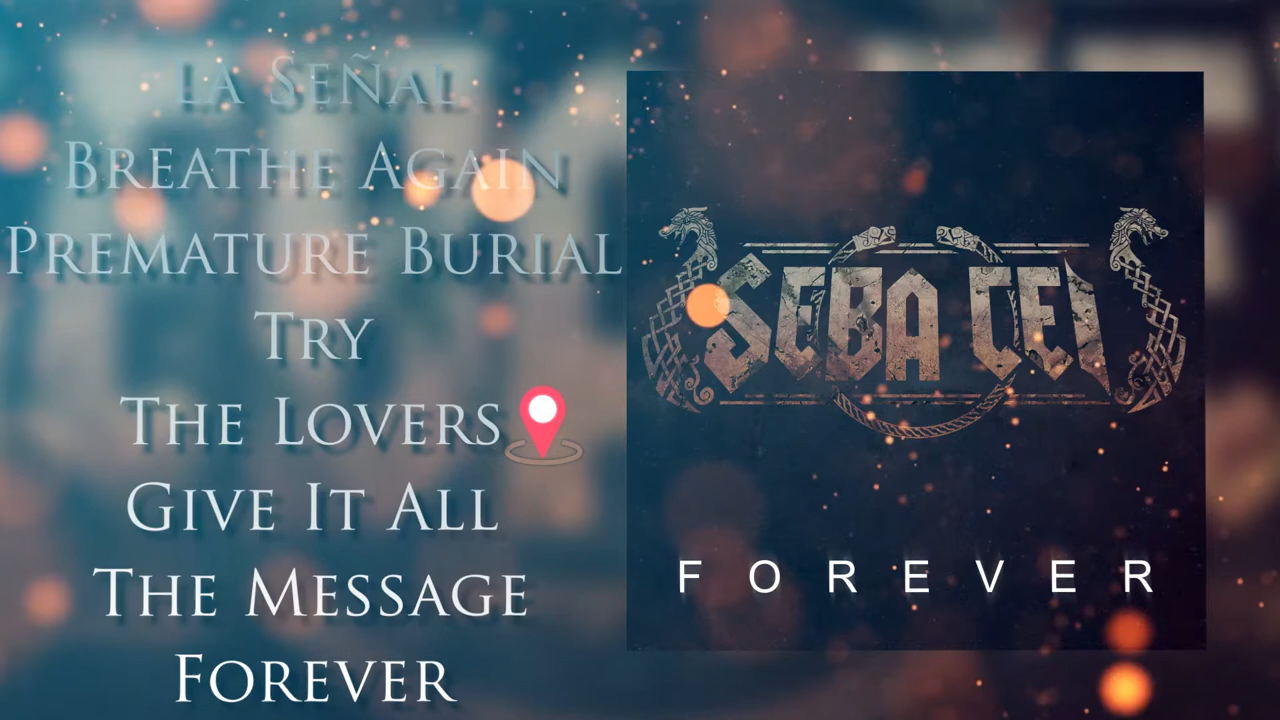 La Señal
Breathe Again
Premature Burial
Try
The Lovers
Give It All
The Message
Forever
SEBA CEI
FOREVER